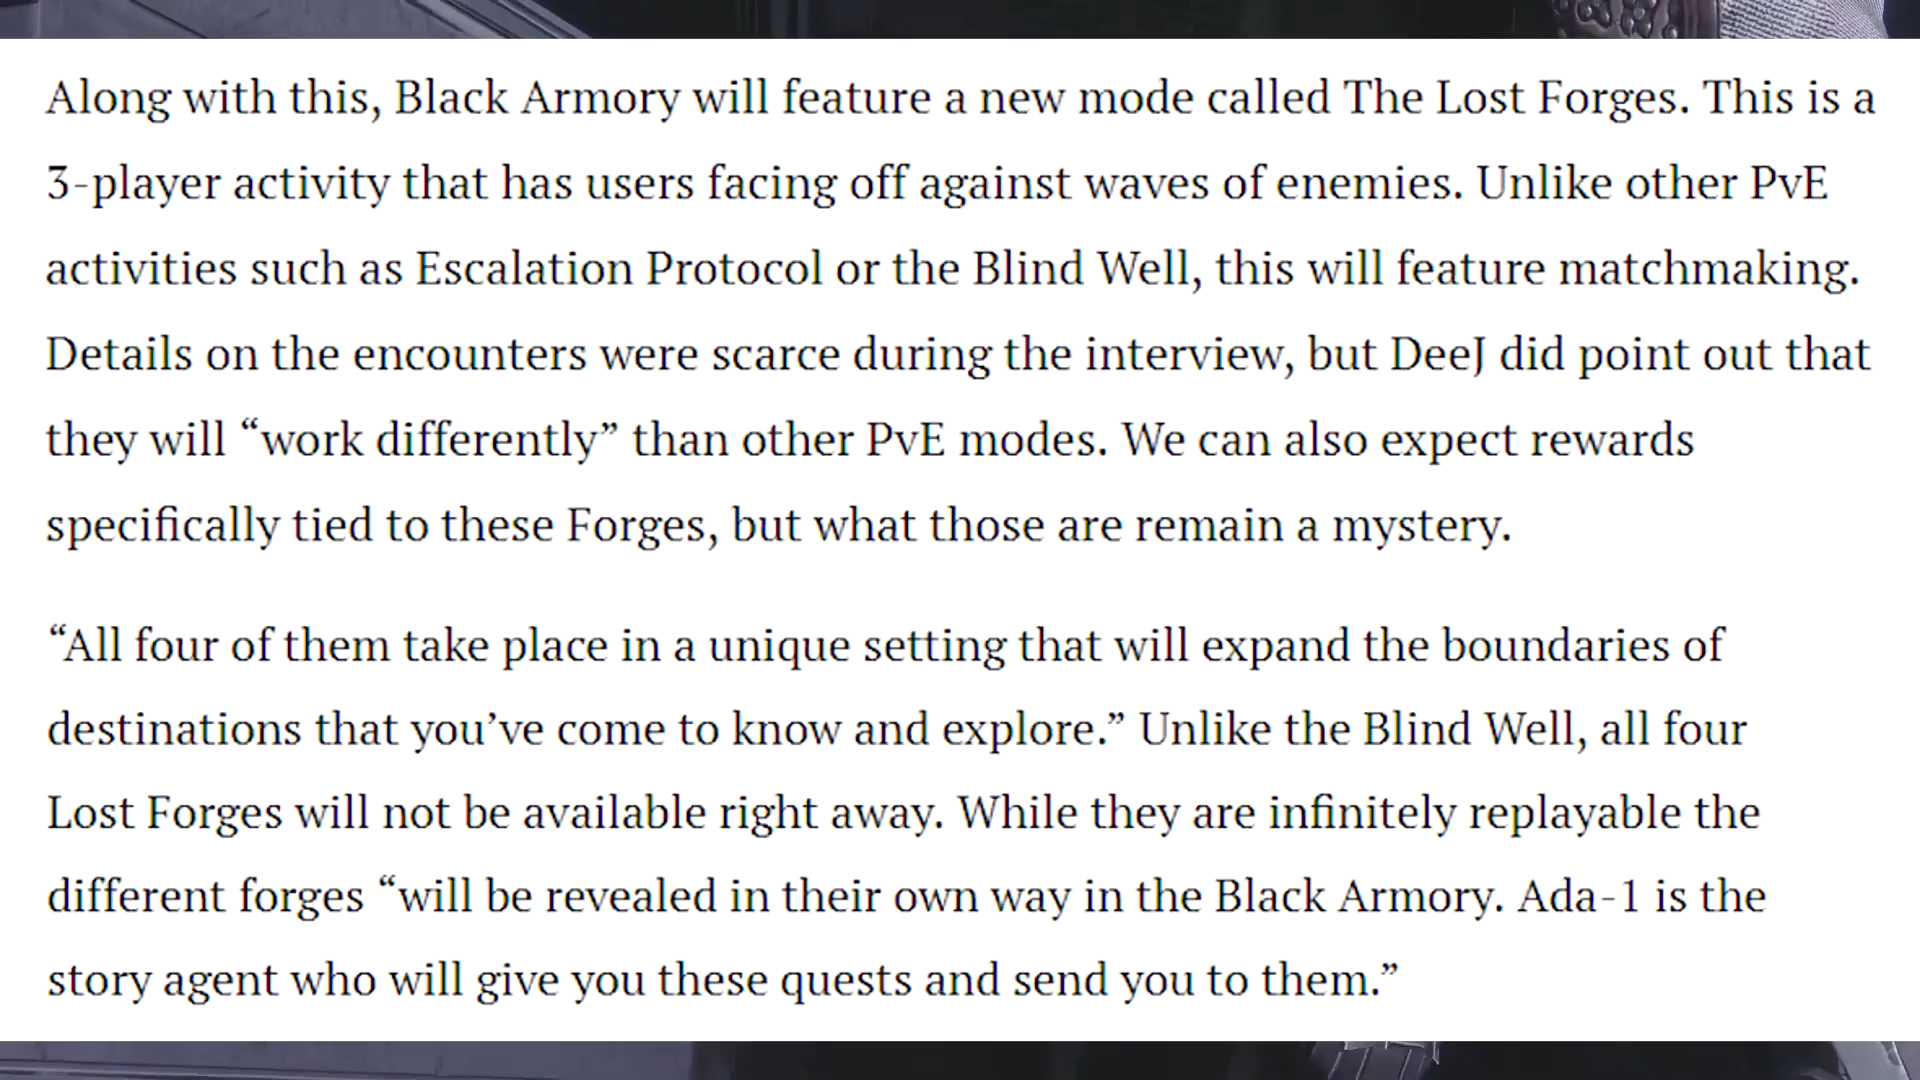 Along with this, Black Armory will feature a new mode called The Lost Forges. This is a
3-player activity that has users facing off against waves of enemies. Unlike other PvE
activities such as Escalation Protocol or the Blind Well, this will feature matchmaking.
Details on the encounters were scarce during the interview, but DeeJ did point out that
they will “work differently” than other PvE modes. We can also expect rewards
specifically tied to these Forges, but what those are remain a mystery.
“All four of them take place in a unique setting that will expand the boundaries of
destinations that you’ve come to know and explore.” Unlike the Blind Well, all four
Lost Forges will not be available right away. While they are infinitely replayable the
different forges “will be revealed in their own way in the Black Armory. Ada-1 is the
story agent who will give you these quests and send you to them.”